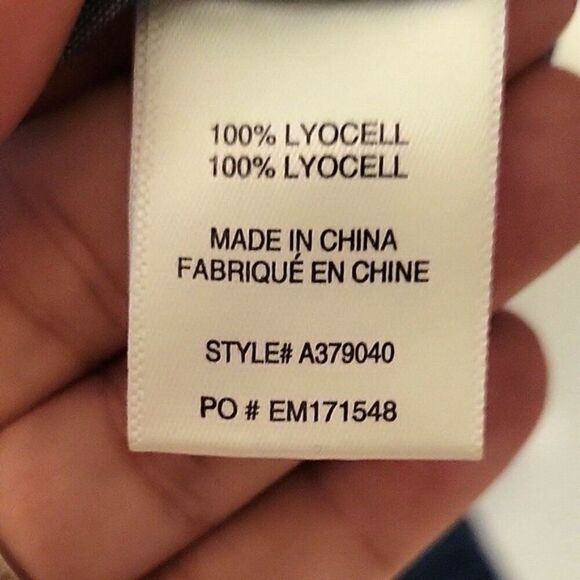 100% LYOCELL
100% LYOCELL
MADE IN CHINA
FABRIQUÉ EN CHINE
STYLE# A379040
PO # EM171548